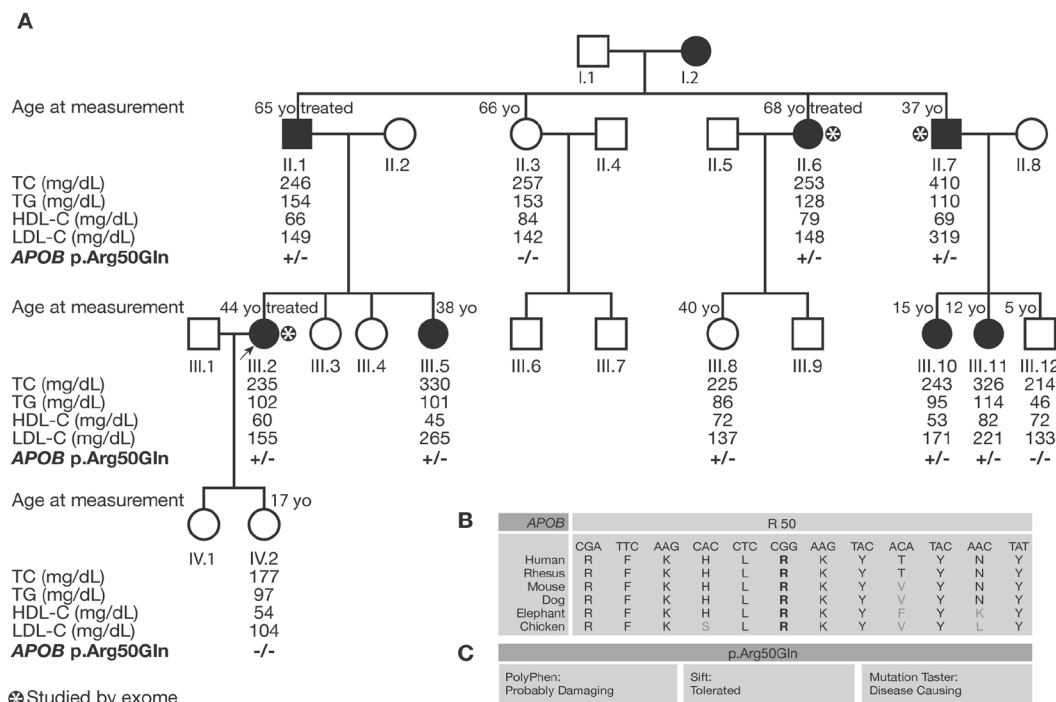 A
I.1 I.2
Age at measurement 65 yo treated 66 yo 68 yo treated 37 yo
II.1 II.2 II.3 II.4 II.5 II.6 II.7 II.8
TC (mg/dL) 246 257 253 410
TG (mg/dL) 154 153 128 110
HDL-C (mg/dL) 66 84 79 69
LDL-C (mg/dL) 149 142 148 319
APOB p.Arg50Gln +/- -/- +/- +/-
Age at measurement 44 yo treated 38 yo 40 yo 15 yo 12 yo 5 yo
III.1 III.2 III.3 III.4 III.5 III.6 III.7 III.8 III.9 III.10 III.11 III.12
TC (mg/dL) 235 330 225 243 326 214
TG (mg/dL) 102 101 86 95 114 46
HDL-C (mg/dL) 60 45 72 53 82 72
LDL-C (mg/dL) 155 265 137 171 221 133
APOB p.Arg50Gln +/- +/- +/- +/- +/- -/-
Age at measurement 17 yo
IV.1 IV.2
TC (mg/dL) 177
TG (mg/dL) 97
HDL-C (mg/dL) 54
LDL-C (mg/dL) 104
APOB p.Arg50Gln -/-
Studied by exome
B
APOB R 50
CGA TTC AAG CAC CTC CGG AAG TAC ACA TAC AAC TAT
Human R F K H L R K Y T Y N Y
Rhesus R F K H L R K Y T Y N Y
Mouse R F K H L R K Y V Y N Y
Dog R F K H L R K Y V Y N Y
Elephant R F K H L R K Y F Y K Y
Chicken R F K S L R K Y V Y L Y
C
p.Arg50Gln
PolyPhen: Sift: Mutation Taster:
Probably Damaging Tolerated Disease Causing